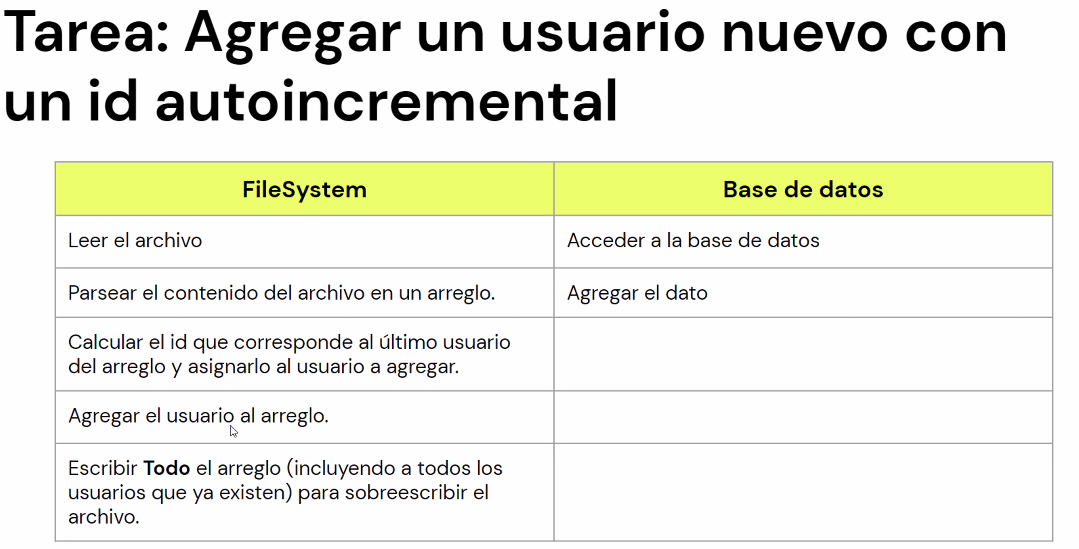 Tarea: Agregar un usuario nuevo con
un id autoincremental
FileSystem
Base de datos
Leer el archivo
Acceder a la base de datos
Parsear el contenido del archivo en un arreglo.
Agregar el dato
Calcular el id que corresponde al último usuario
del arreglo y asignarlo al usuario a agregar.
Agregar el usuario al arreglo.
Escribir Todo el arreglo (incluyendo a todos los
usuarios que ya existen) para sobreescribir el
archivo.